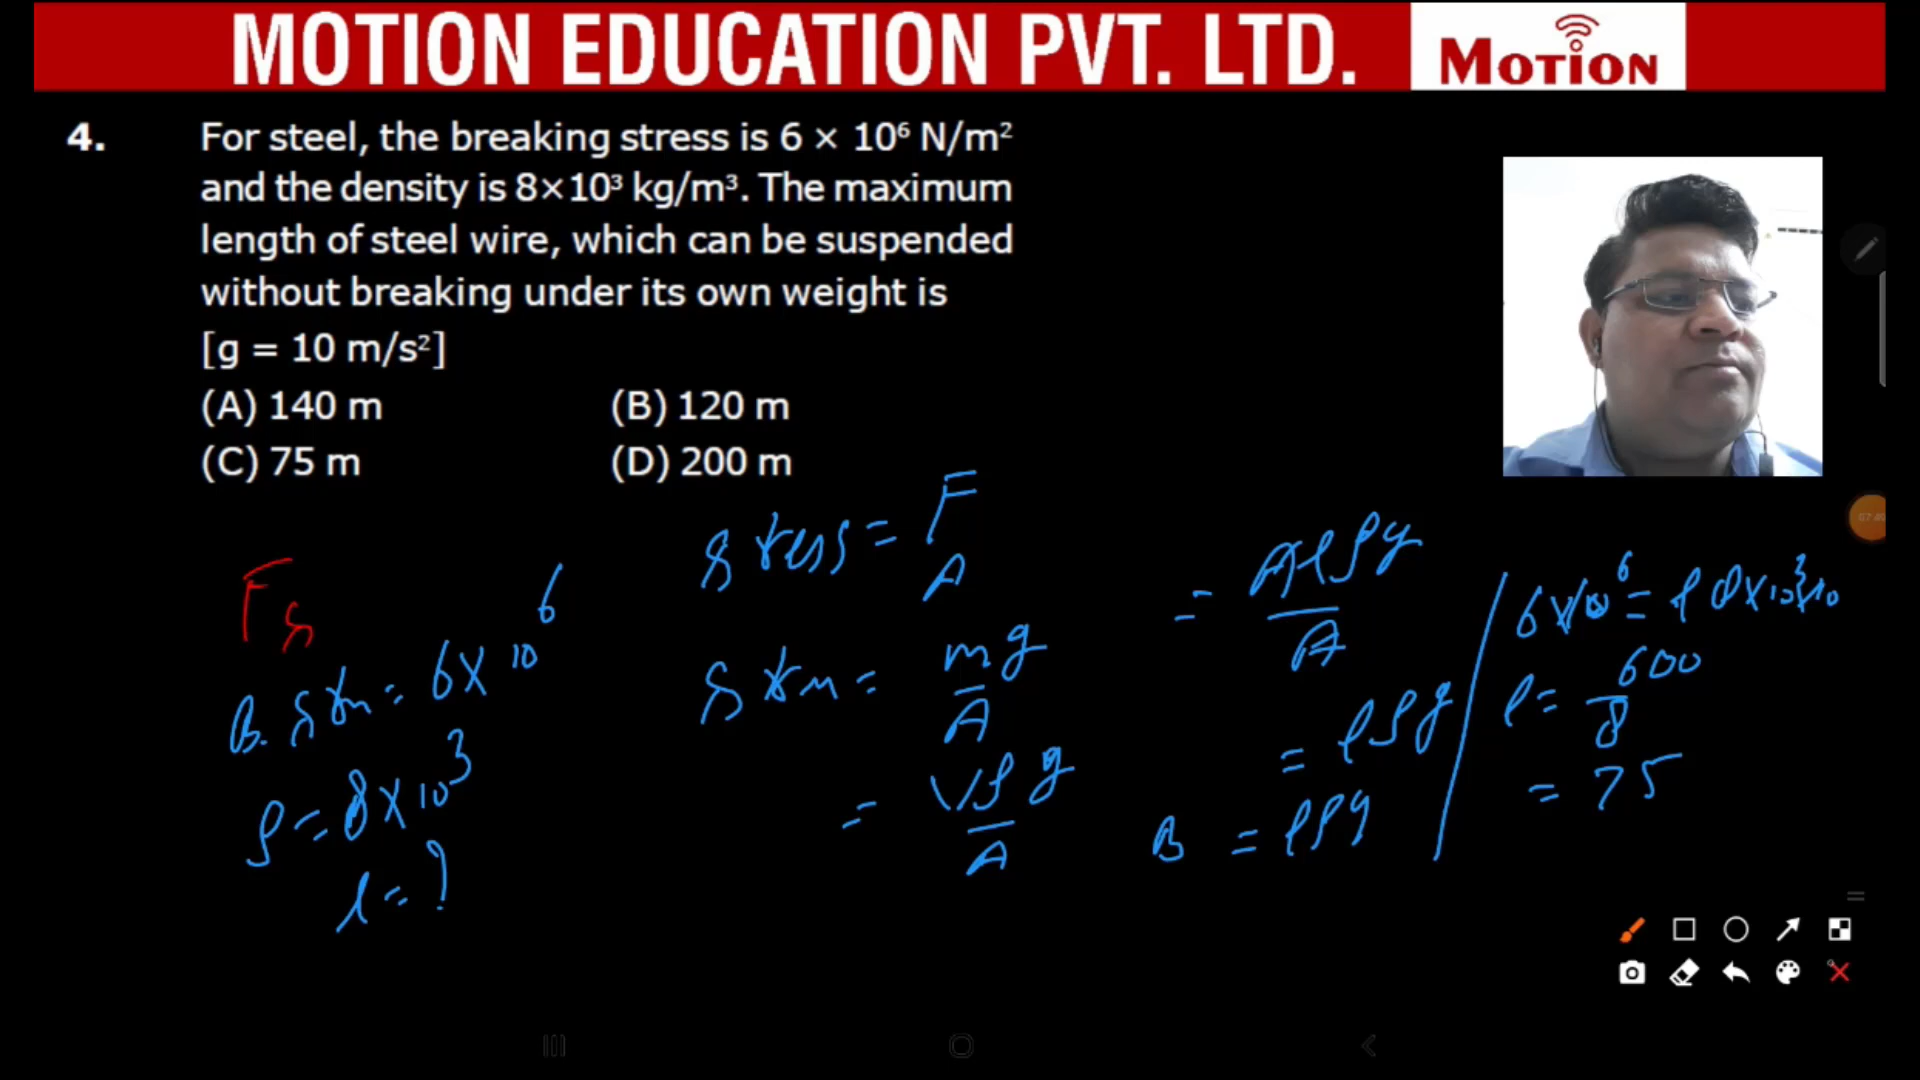 MOTION EDUCATION PVT. LTD.
MOTION
4. For steel, the breaking stress is 6 × 10⁶ N/m²
and the density is 8×10³ kg/m³. The maximum
length of steel wire, which can be suspended
without breaking under its own weight is
[g = 10 m/s²]
(A) 140 m (B) 120 m
(C) 75 m (D) 200 m
Stress = F/A
B. Stress = 6 × 10⁶
ρ = 8 × 10³
l = ?
= mg/A
= Vρg/A
= Alρg/A
= lρg
B = lρg
6 × 10⁶ = l 8 × 10³ × 10
l = 600/8
= 75